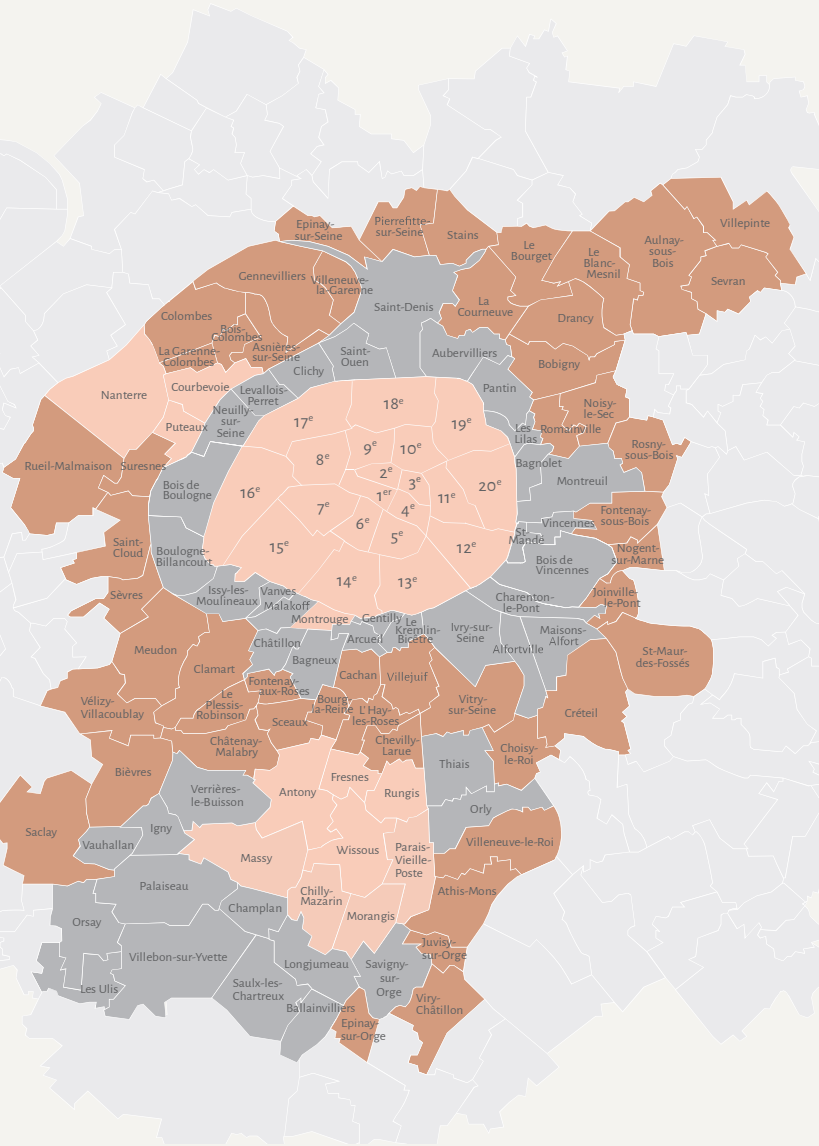 Villepinte
Epinay-
sur-Seine
Pierrefitte-
sur-Seine
Stains
Le
Bourget
Le
Blanc-
Mesnil
Aulnay-
sous-
Bois
Sevran
Gennevilliers
Villeneuve-
la-Garenne
Saint-Denis
La
Courneuve
Drancy
Colombes
Bois-
Colombes
Asnières-
sur-Seine
La Garenne-
Colombes
Saint-
Ouen
Aubervilliers
Bobigny
Clichy
Nanterre
Courbevoie
Levallois-
Perret
Pantin
Puteaux
Neuilly-
sur-
Seine
17e
18e
19e
Les
Lilas
Romainville
Noisy-
le-Sec
Rosny-
sous-Bois
Rueil-Malmaison
Suresnes
8e
9e
10e
2e
3e
1er
4e
11e
20e
Bagnolet
Montreuil
Bois de
Boulogne
16e
7e
6e
5e
12e
Vincennes
Fontenay-
sous-Bois
St-
Mandé
Saint-
Cloud
Boulogne-
Billancourt
15e
14e
13e
Bois de
Vincennes
Nogent-
sur-Marne
Sèvres
Issy-les-
Moulineaux
Vanves
Malakoff
Montrouge
Gentilly
Le
Kremlin-
Bicêtre
Arcueil
Ivry-sur-
Seine
Charenton-
le-Pont
Joinville-
le-Pont
Maisons-
Alfort
Alfortville
St-Maur-
des-Fossés
Meudon
Clamart
Châtillon
Bagneux
Cachan
Villejuif
Fontenay-
aux-Roses
Vélizy-
Villacoublay
Le
Plessis-
Robinson
Sceaux
Bourg-
la-Reine
L' Hay-
les-Roses
Vitry-
sur-Seine
Créteil
Châtenay-
Malabry
Chevilly-
Larue
Choisy-
le-Roi
Thiais
Bièvres
Verrières-
le-Buisson
Antony
Fresnes
Rungis
Orly
Saclay
Igny
Vauhallan
Massy
Wissous
Parais-
Vieille-
Poste
Villeneuve-le-Roi
Palaiseau
Champlan
Chilly-
Mazarin
Morangis
Athis-Mons
Orsay
Villebon-sur-Yvette
Longjumeau
Savigny-
sur-
Orge
Juvisy-
sur-Orge
Les Ulis
Saulx-les-
Chartreux
Ballainvilliers
Viry-
Châtillon
Epinay-
sur-Orge